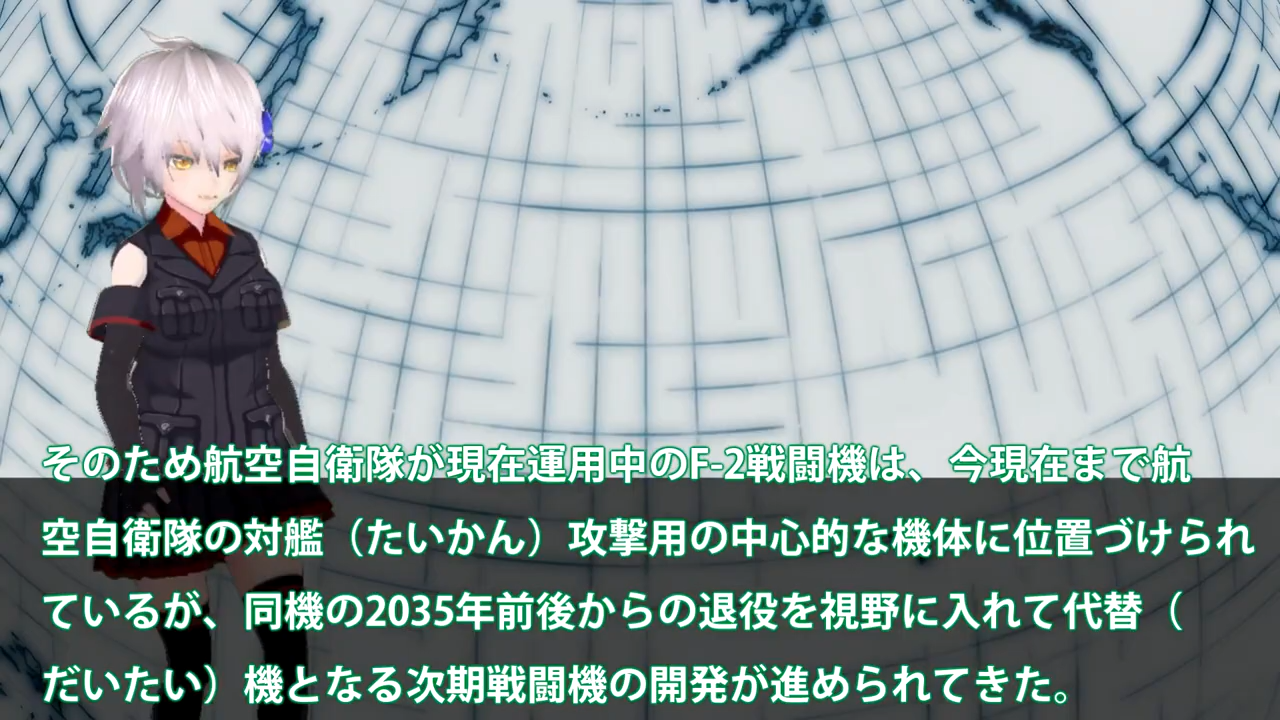 そのため航空自衛隊が現在運用中のF-2戦闘機は、今現在まで航
空自衛隊の対艦（たいかん）攻撃用の中心的な機体に位置づけられ
ているが、同機の2035年前後からの退役を視野に入れて代替（
だいたい）機となる次期戦闘機の開発が進められてきた。